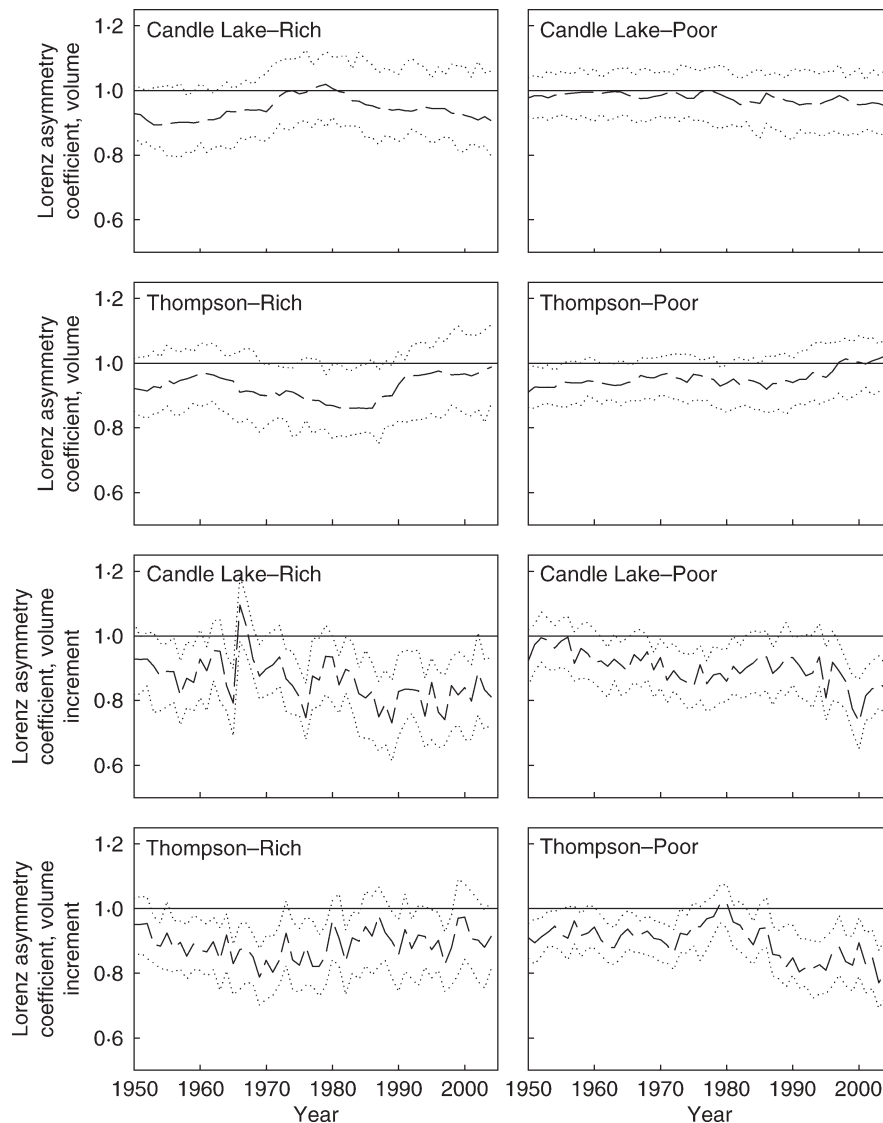 Candle Lake–Rich
Candle Lake–Poor
Lorenz asymmetry
coefficient, volume
1·2
1·0
0·8
0·6
Thompson–Rich
Thompson–Poor
Lorenz asymmetry
coefficient, volume
1·2
1·0
0·8
0·6
Candle Lake–Rich
Candle Lake–Poor
Lorenz asymmetry
coefficient, volume
increment
1·2
1·0
0·8
0·6
Thompson–Rich
Thompson–Poor
Lorenz asymmetry
coefficient, volume
increment
1·2
1·0
0·8
0·6
1950 1960 1970 1980 1990 2000
1950 1960 1970 1980 1990 2000
Year
Year